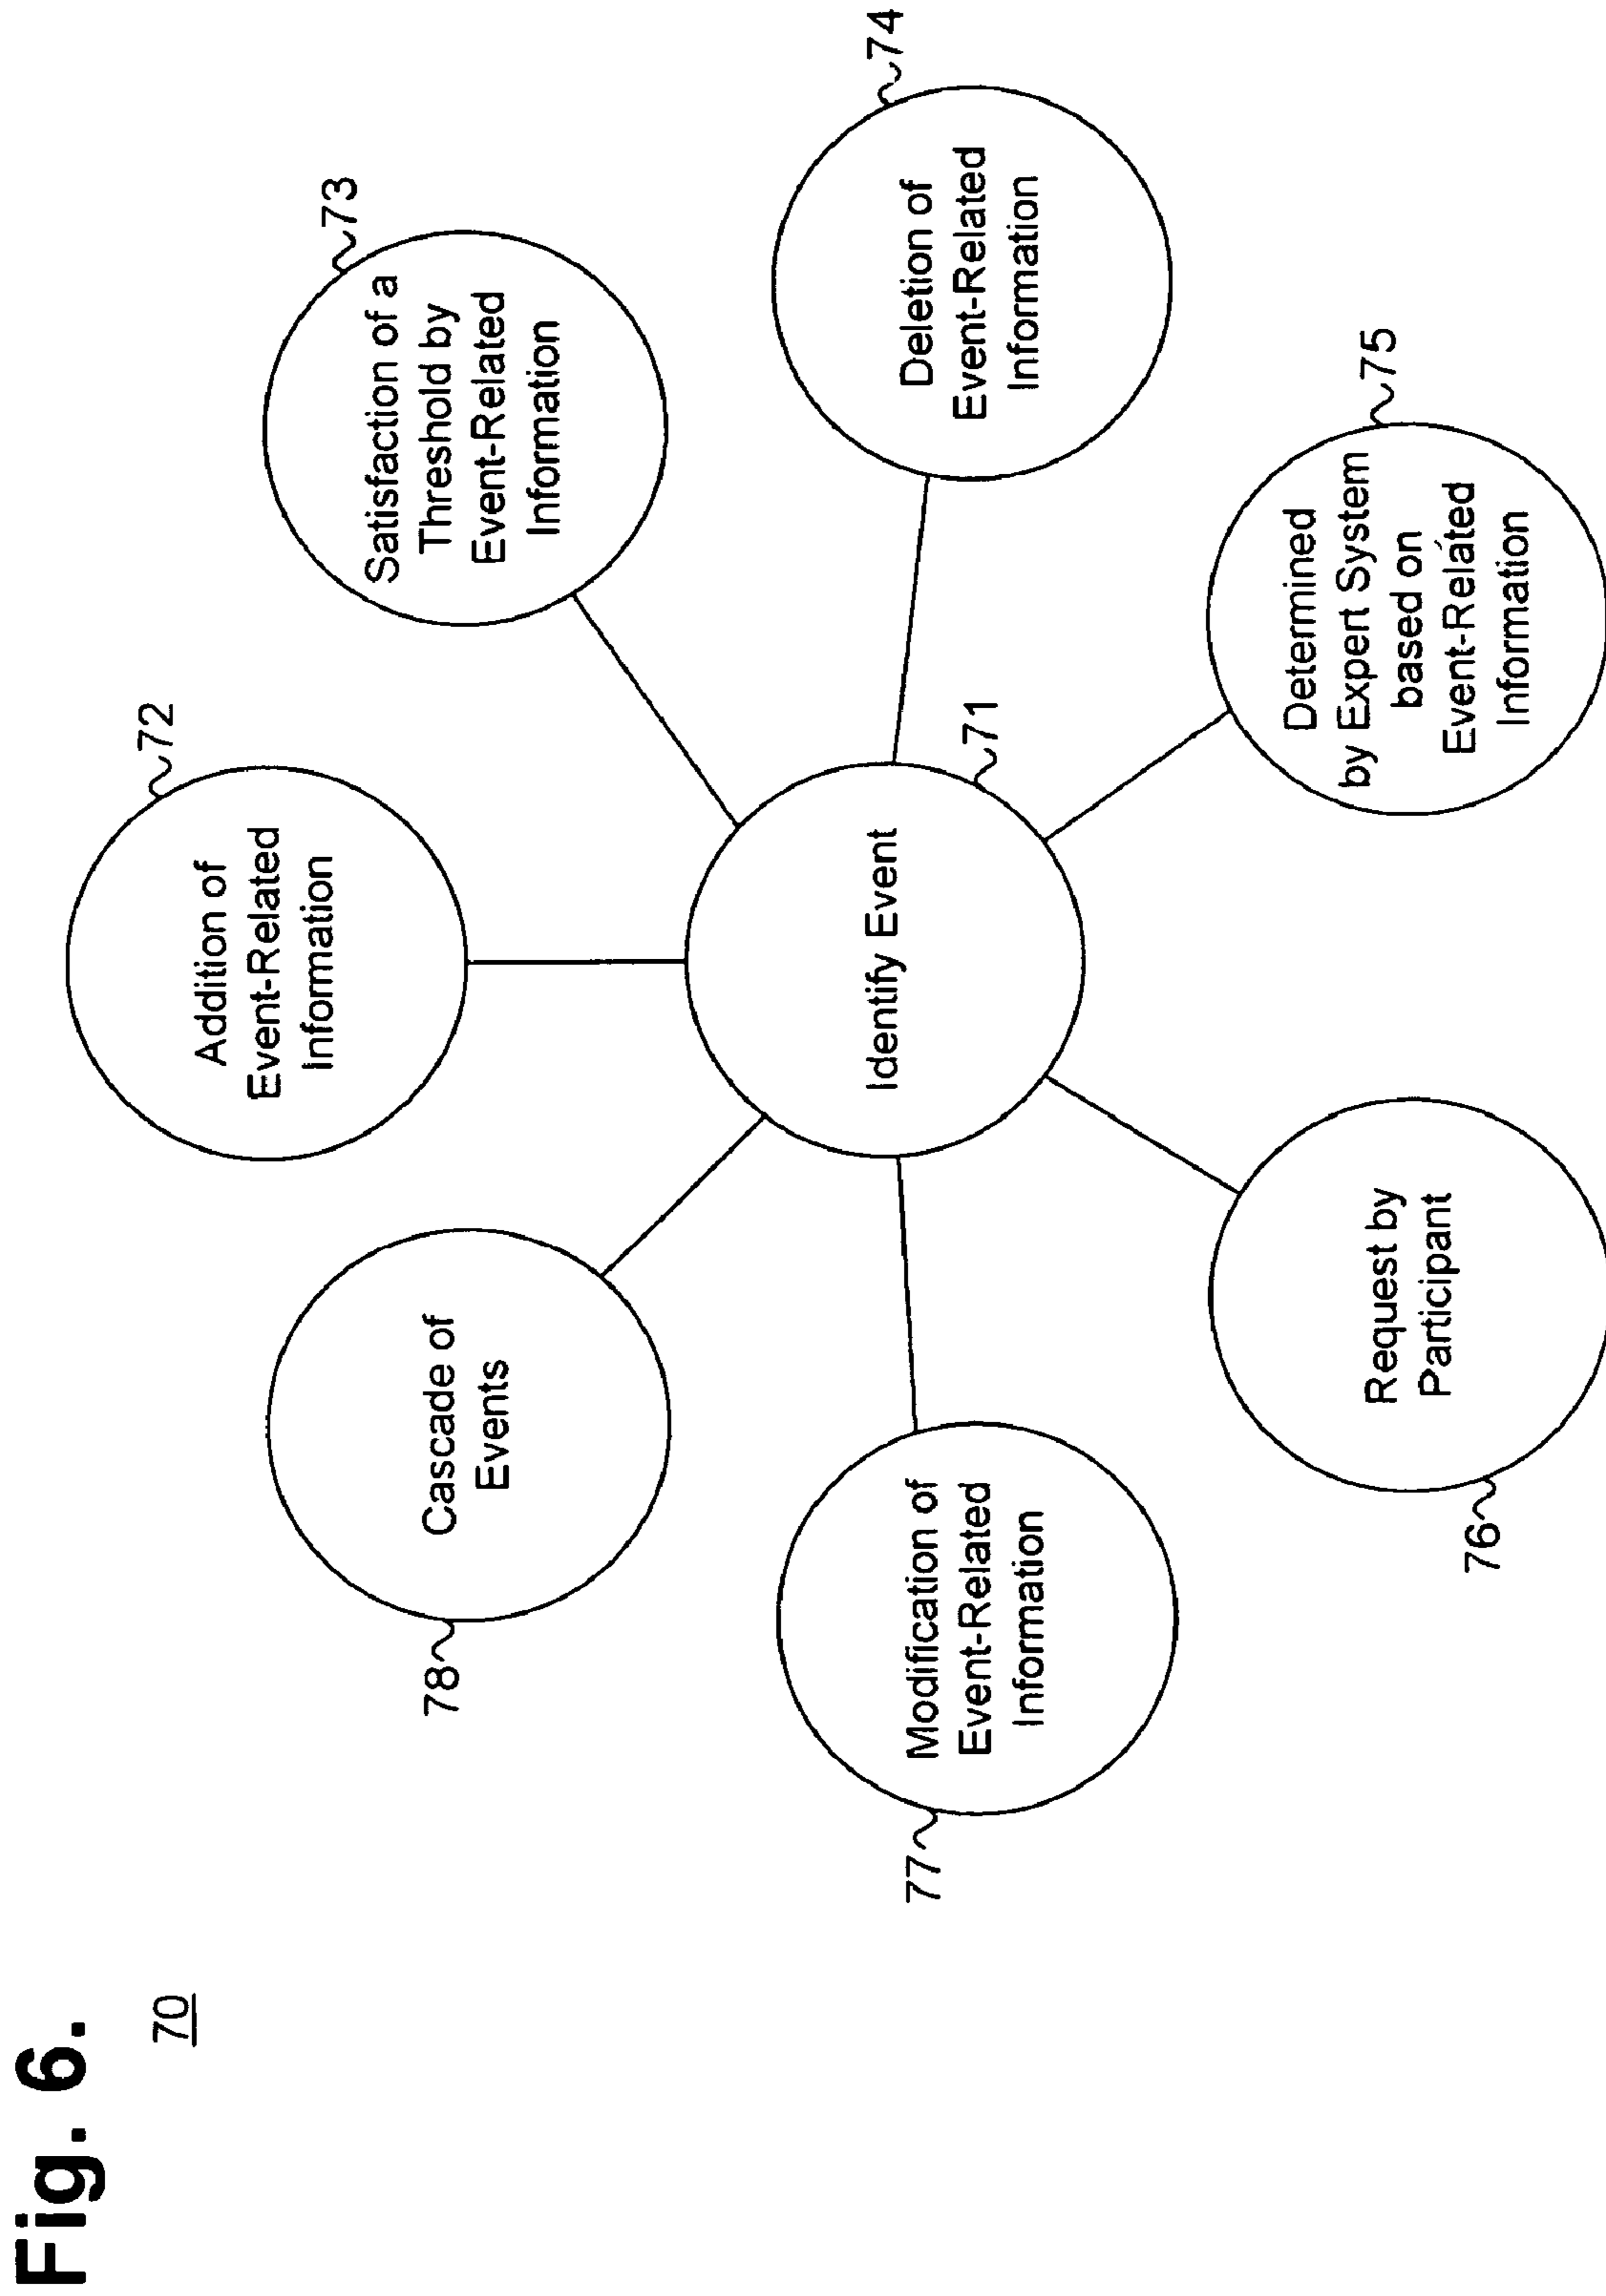 Fig. 6.
70
72
Addition of
Event-Related
Information
73
Satisfaction of a
Threshold by
Event-Related
Information
74
Deletion of
Event-Related
Information
75
Determined
by Expert System
based on
Event-Related
Information
76
Request by
Participant
77
Modification of
Event-Related
Information
78
Cascade of
Events
71
Identify Event